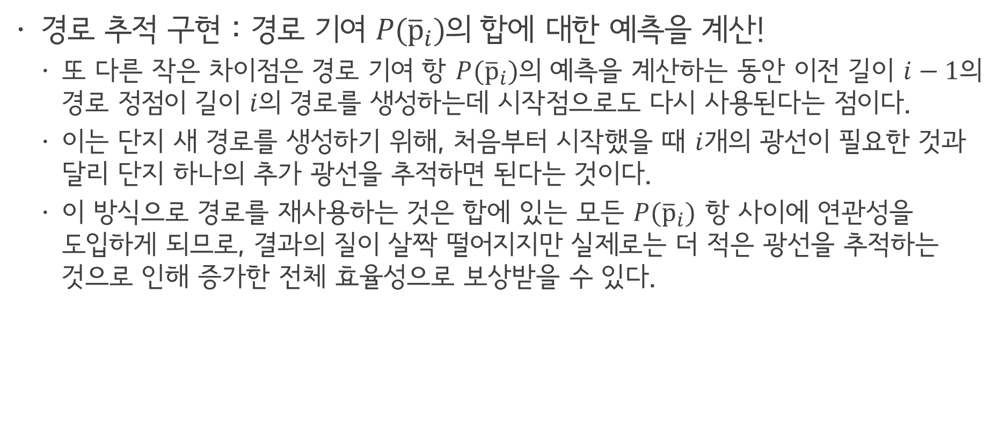 • 경로 추적 구현 : 경로 기여 𝑃(p̅𝑖)의 합에 대한 예측을 계산!
• 또 다른 작은 차이점은 경로 기여 항 𝑃(p̅𝑖)의 예측을 계산하는 동안 이전 길이 𝑖 − 1의
경로 정점이 길이 𝑖의 경로를 생성하는데 시작점으로도 다시 사용된다는 점이다.
• 이는 단지 새 경로를 생성하기 위해, 처음부터 시작했을 때 𝑖개의 광선이 필요한 것과
달리 단지 하나의 추가 광선을 추적하면 된다는 것이다.
• 이 방식으로 경로를 재사용하는 것은 합에 있는 모든 𝑃(p̅𝑖) 항 사이에 연관성을
도입하게 되므로, 결과의 질이 살짝 떨어지지만 실제로는 더 적은 광선을 추적하는
것으로 인해 증가한 전체 효율성으로 보상받을 수 있다.